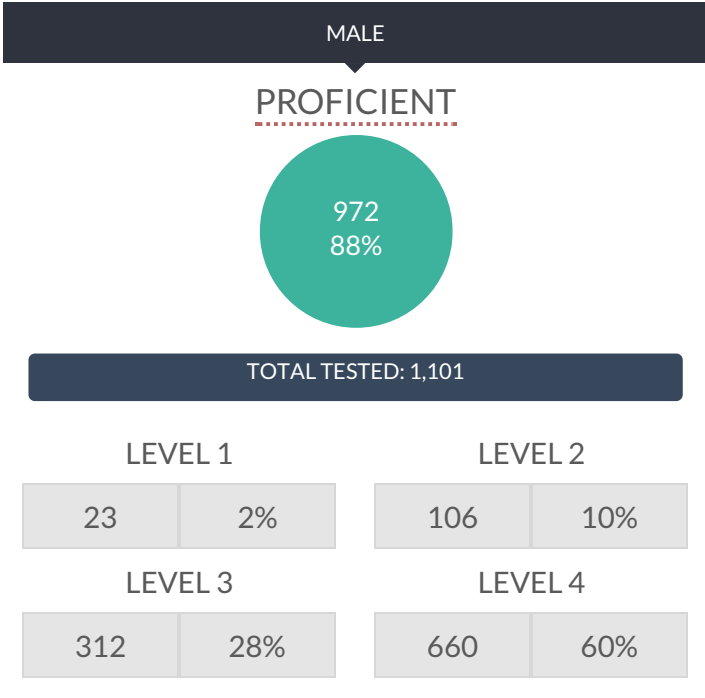 MALE
PROFICIENT
972
88%
TOTAL TESTED: 1,101
LEVEL 1
23 2%
LEVEL 2
106 10%
LEVEL 3
312 28%
LEVEL 4
660 60%